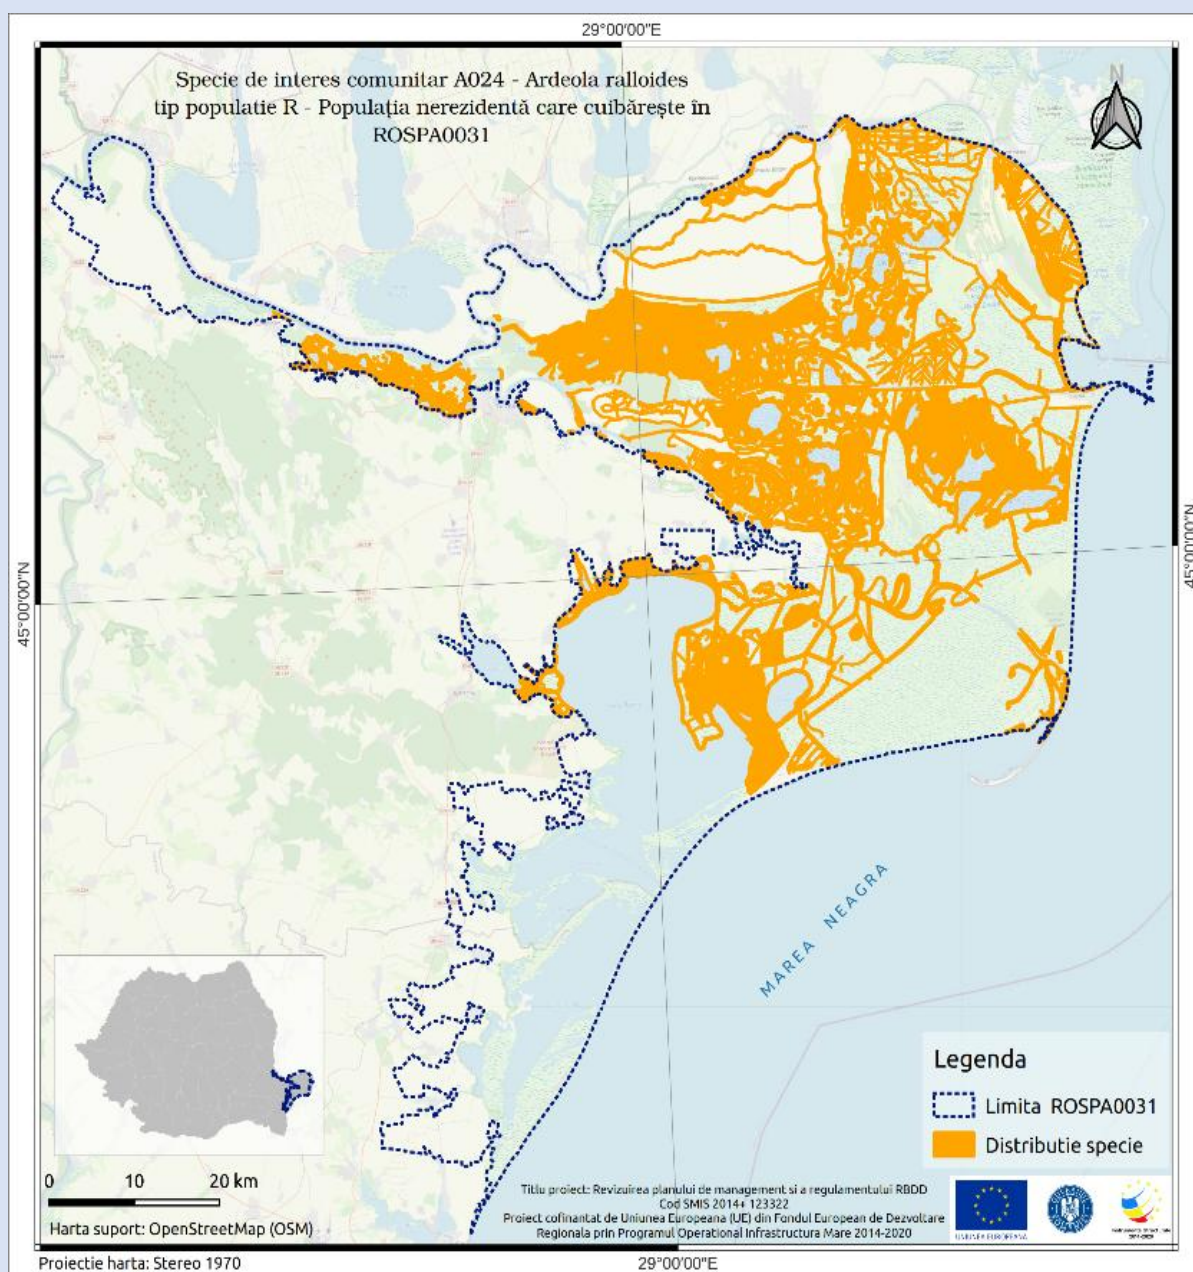 29°00'00"E
Specie de interes comunitar A024 - Ardeola ralloides
tip populatie R - Populația nerezidentă care cuibărește în
ROSPA0031
N
45°00'00"N
45°00'00"N
MAREA NEAGRA
Legenda
Limita ROSPA0031
Distributie specie
0 10 20 km
Harta suport: OpenStreetMap (OSM)
Titlu proiect: Revizuirea planului de management si a regulamentului RBDD
Cod SMIS 2014+ 123322
Proiect cofinantat de Uniunea Europeana (UE) din Fondul European de Dezvoltare
Regionala prin Programul Operational Infrastructura Mare 2014-2020
UNIUNEA EUROPEANA
2014-2020
Proiectie harta: Stereo 1970
29°00'00"E